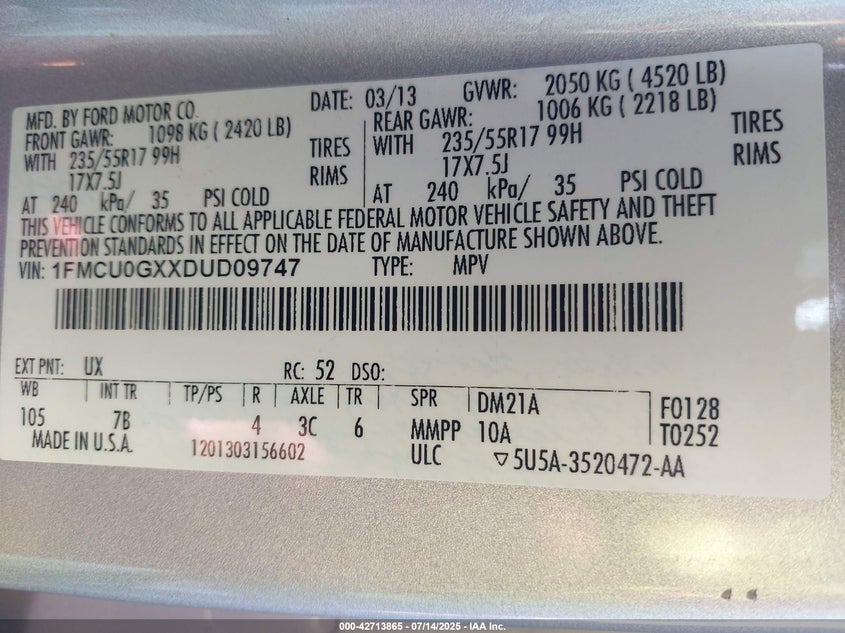 MFD. BY FORD MOTOR CO. DATE: 03/13 GVWR: 2050 KG ( 4520 LB)
FRONT GAWR: 1098 KG ( 2420 LB) REAR GAWR: 1006 KG ( 2218 LB)
WITH 235/55R17 99H TIRES WITH 235/55R17 99H TIRES
17X7.5J RIMS 17X7.5J RIMS
AT 240 kPa/ 35 PSI COLD AT 240 kPa/ 35 PSI COLD
THIS VEHICLE CONFORMS TO ALL APPLICABLE FEDERAL MOTOR VEHICLE SAFETY AND THEFT
PREVENTION STANDARDS IN EFFECT ON THE DATE OF MANUFACTURE SHOWN ABOVE.
VIN: 1FMCU0GXXDUD09747 TYPE: MPV
EXT PNT: UX RC: 52 DSO:
WB INT TR TP/PS R AXLE TR SPR DM21A F0128
105 7B 4 3C 6 MMPP 10A T0252
MADE IN U.S.A. 1201303156602 ULC ▽5U5A-3520472-AA
000-42713865 - 07/14/2025 - IAA Inc.